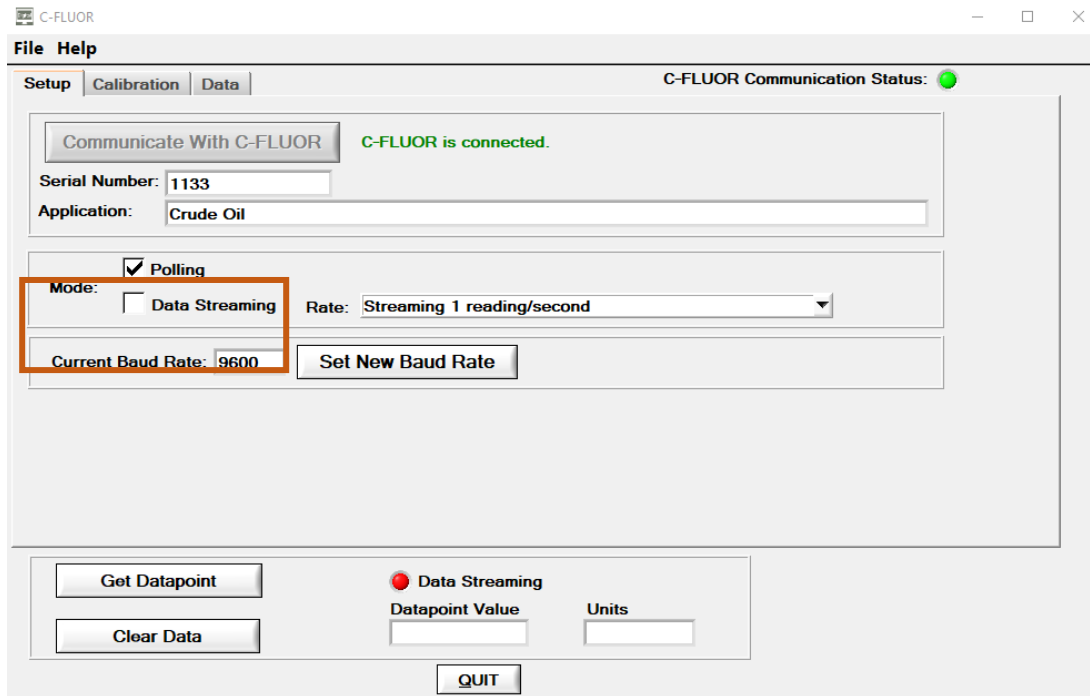 C-FLUOR
File Help
Setup Calibration Data C-FLUOR Communication Status:
Communicate With C-FLUOR C-FLUOR is connected.
Serial Number: 1133
Application: Crude Oil
Polling
Mode:
Data Streaming Rate: Streaming 1 reading/second
Current Baud Rate: 9600 Set New Baud Rate
Get Datapoint Data Streaming
Datapoint Value Units
Clear Data
QUIT